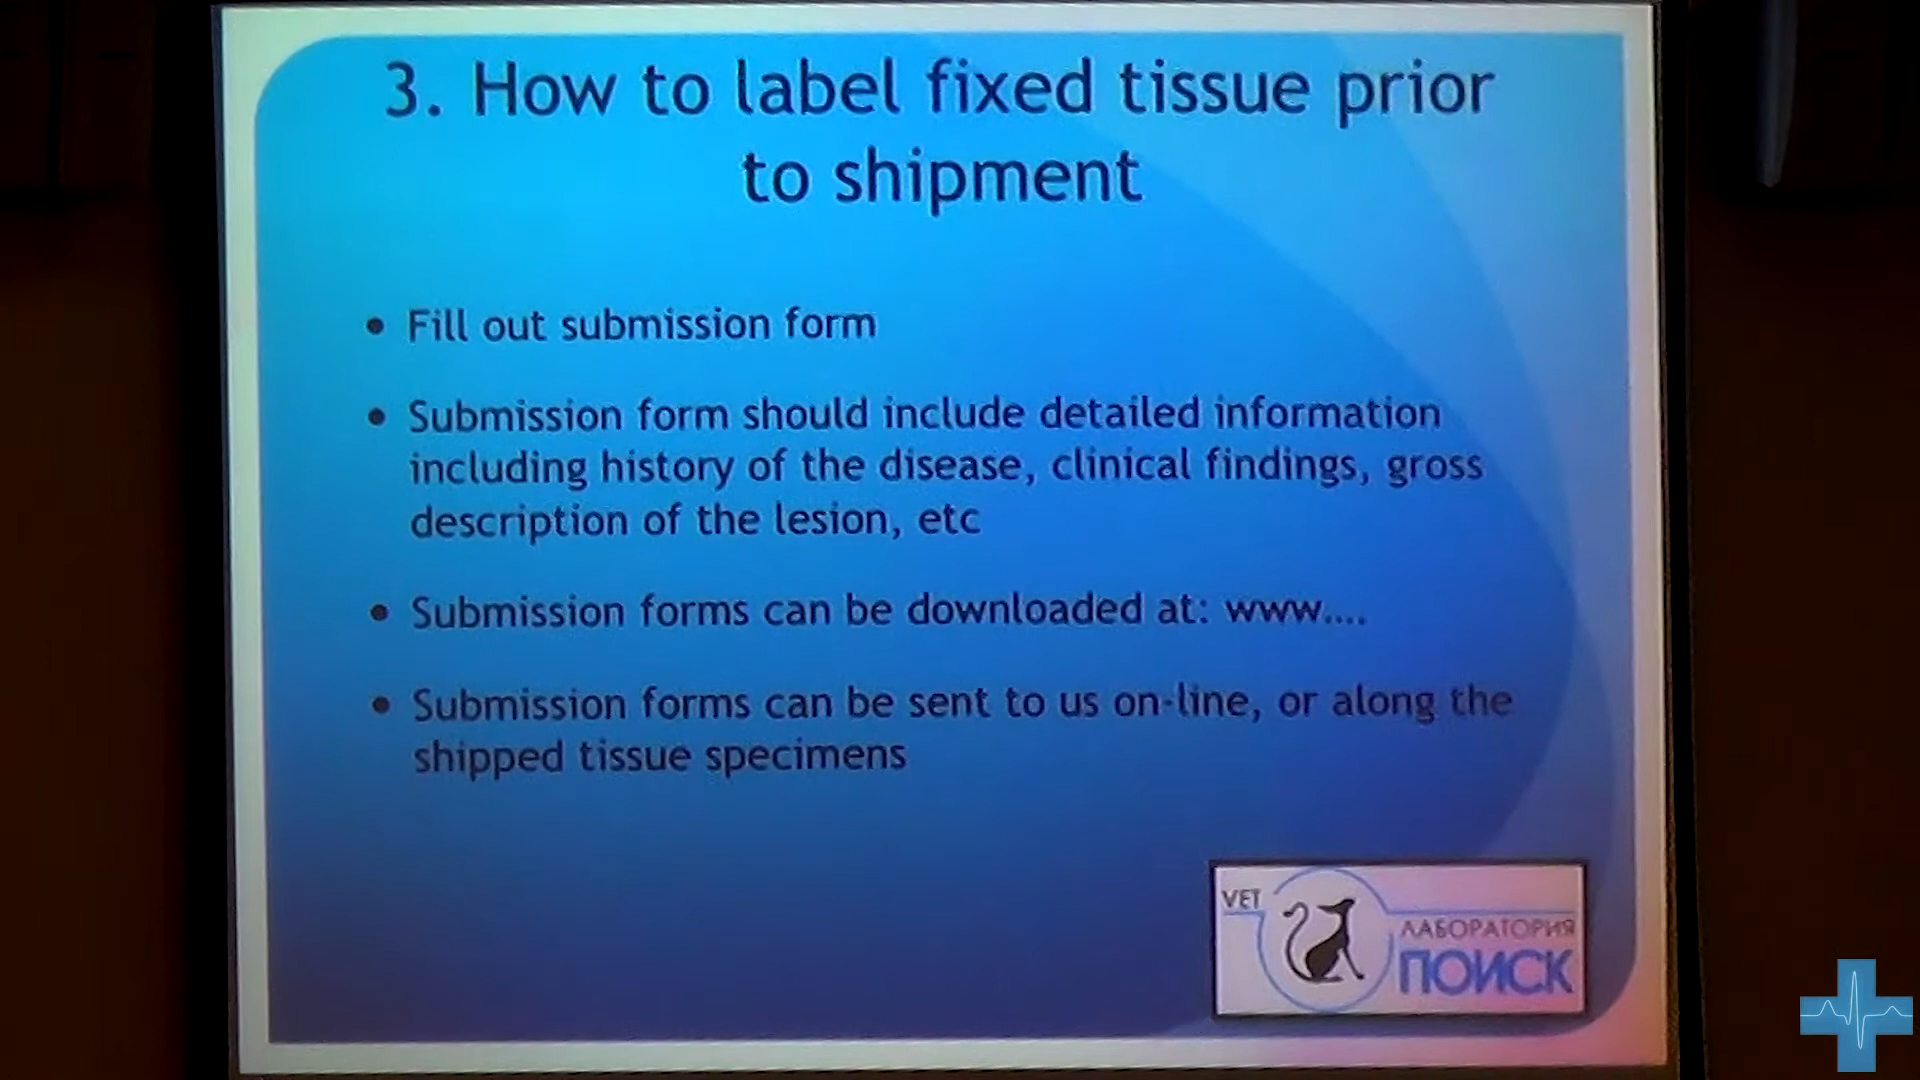 3. How to label fixed tissue prior
to shipment
• Fill out submission form
• Submission form should include detailed information
including history of the disease, clinical findings, gross
description of the lesion, etc
• Submission forms can be downloaded at: www....
• Submission forms can be sent to us on-line, or along the
shipped tissue specimens
VET
ЛАБОРАТОРИЯ
ПОИСК